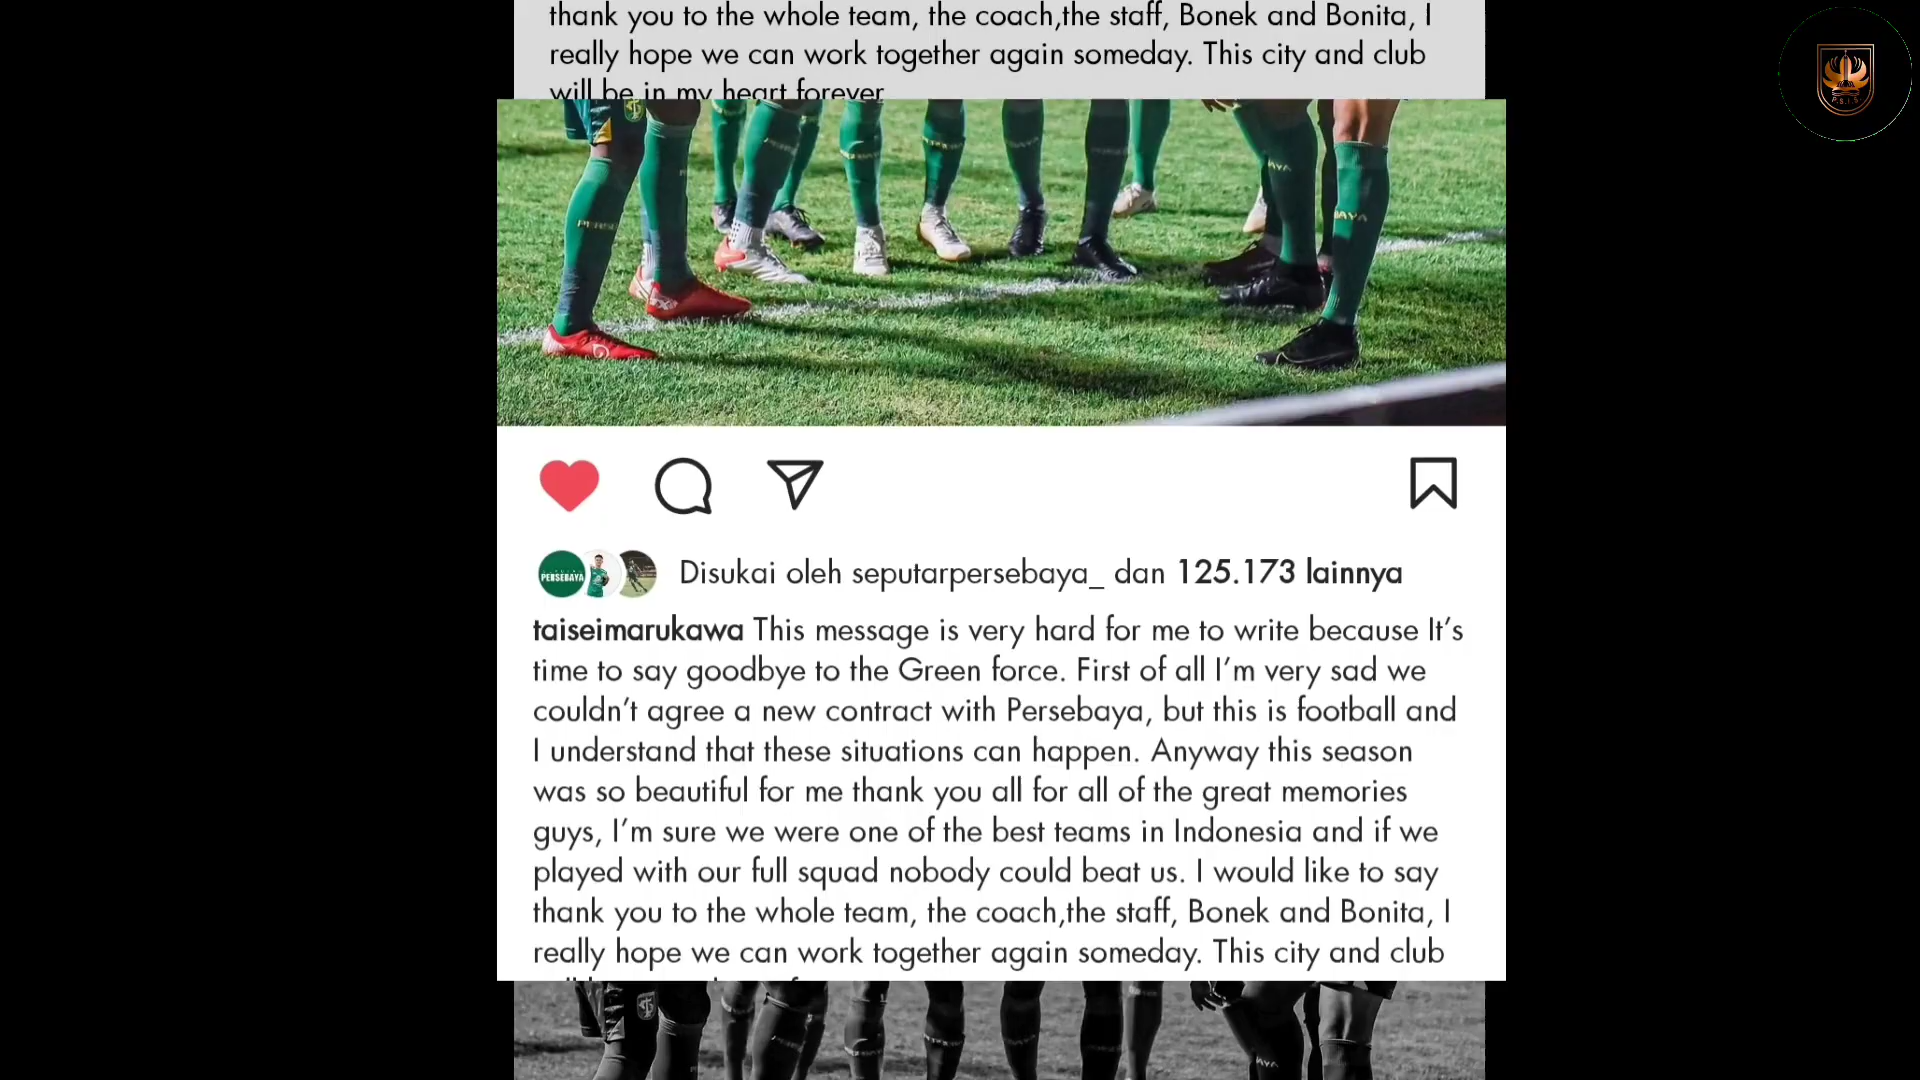 thank you to the whole team, the coach,the staff, Bonek and Bonita, I
really hope we can work together again someday. This city and club
will be in my heart forever
P.S.I.S
PERSEBAYA
Disukai oleh seputarpersebaya_ dan 125.173 lainnya
taiseimarukawa This message is very hard for me to write because It’s
time to say goodbye to the Green force. First of all I’m very sad we
couldn’t agree a new contract with Persebaya, but this is football and
I understand that these situations can happen. Anyway this season
was so beautiful for me thank you all for all of the great memories
guys, I’m sure we were one of the best teams in Indonesia and if we
played with our full squad nobody could beat us. I would like to say
thank you to the whole team, the coach,the staff, Bonek and Bonita, I
really hope we can work together again someday. This city and club